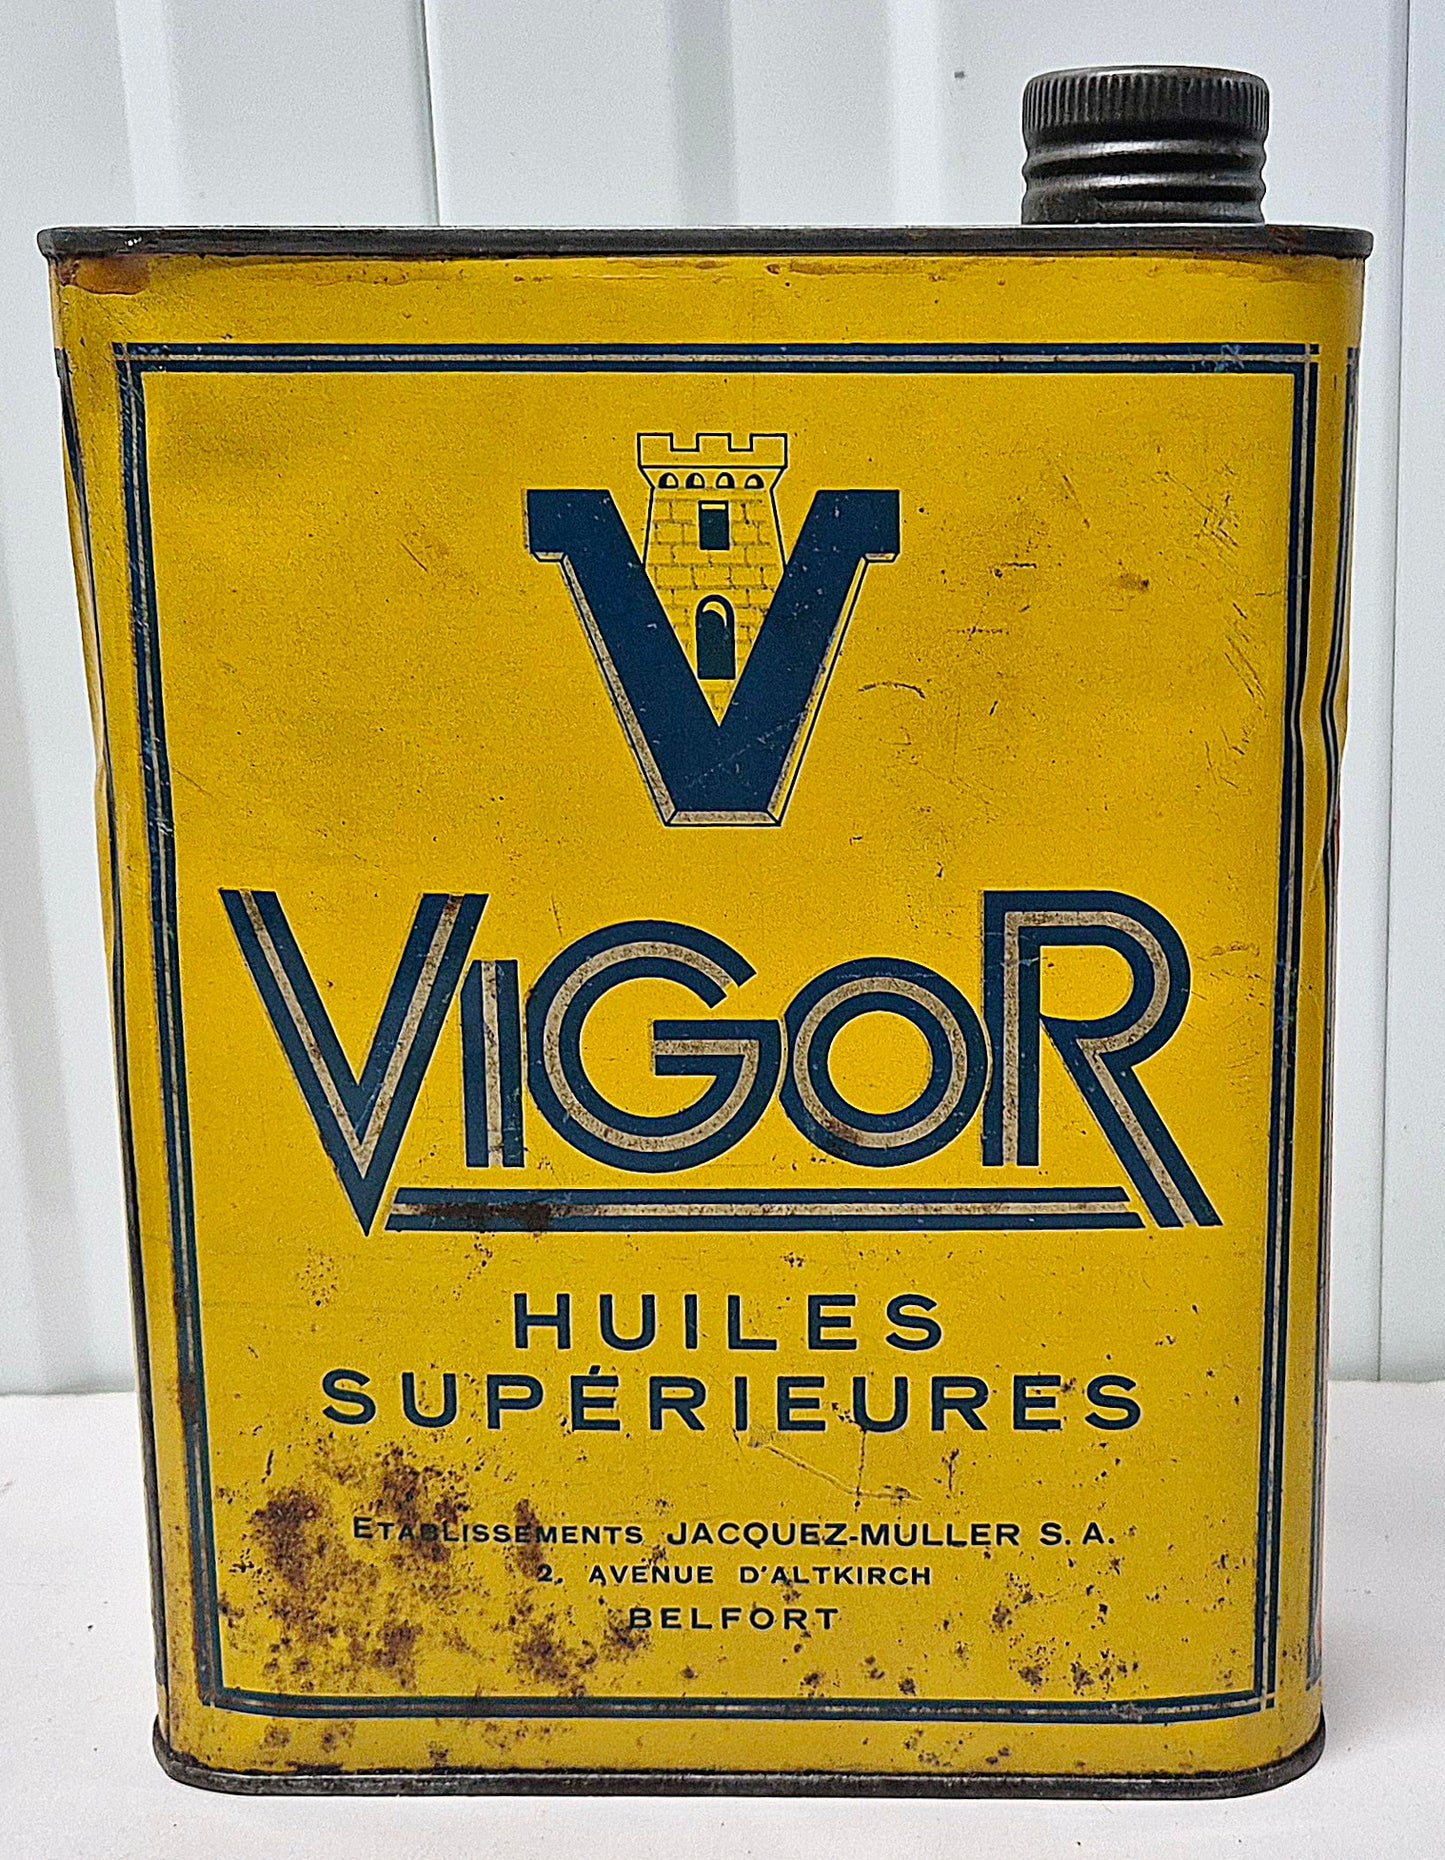 V
VIGOR
HUILES
SUPÉRIEURES
ETABLISSEMENTS JACQUEZ-MULLER S.A.
2, AVENUE D'ALTKIRCH
BELFORT